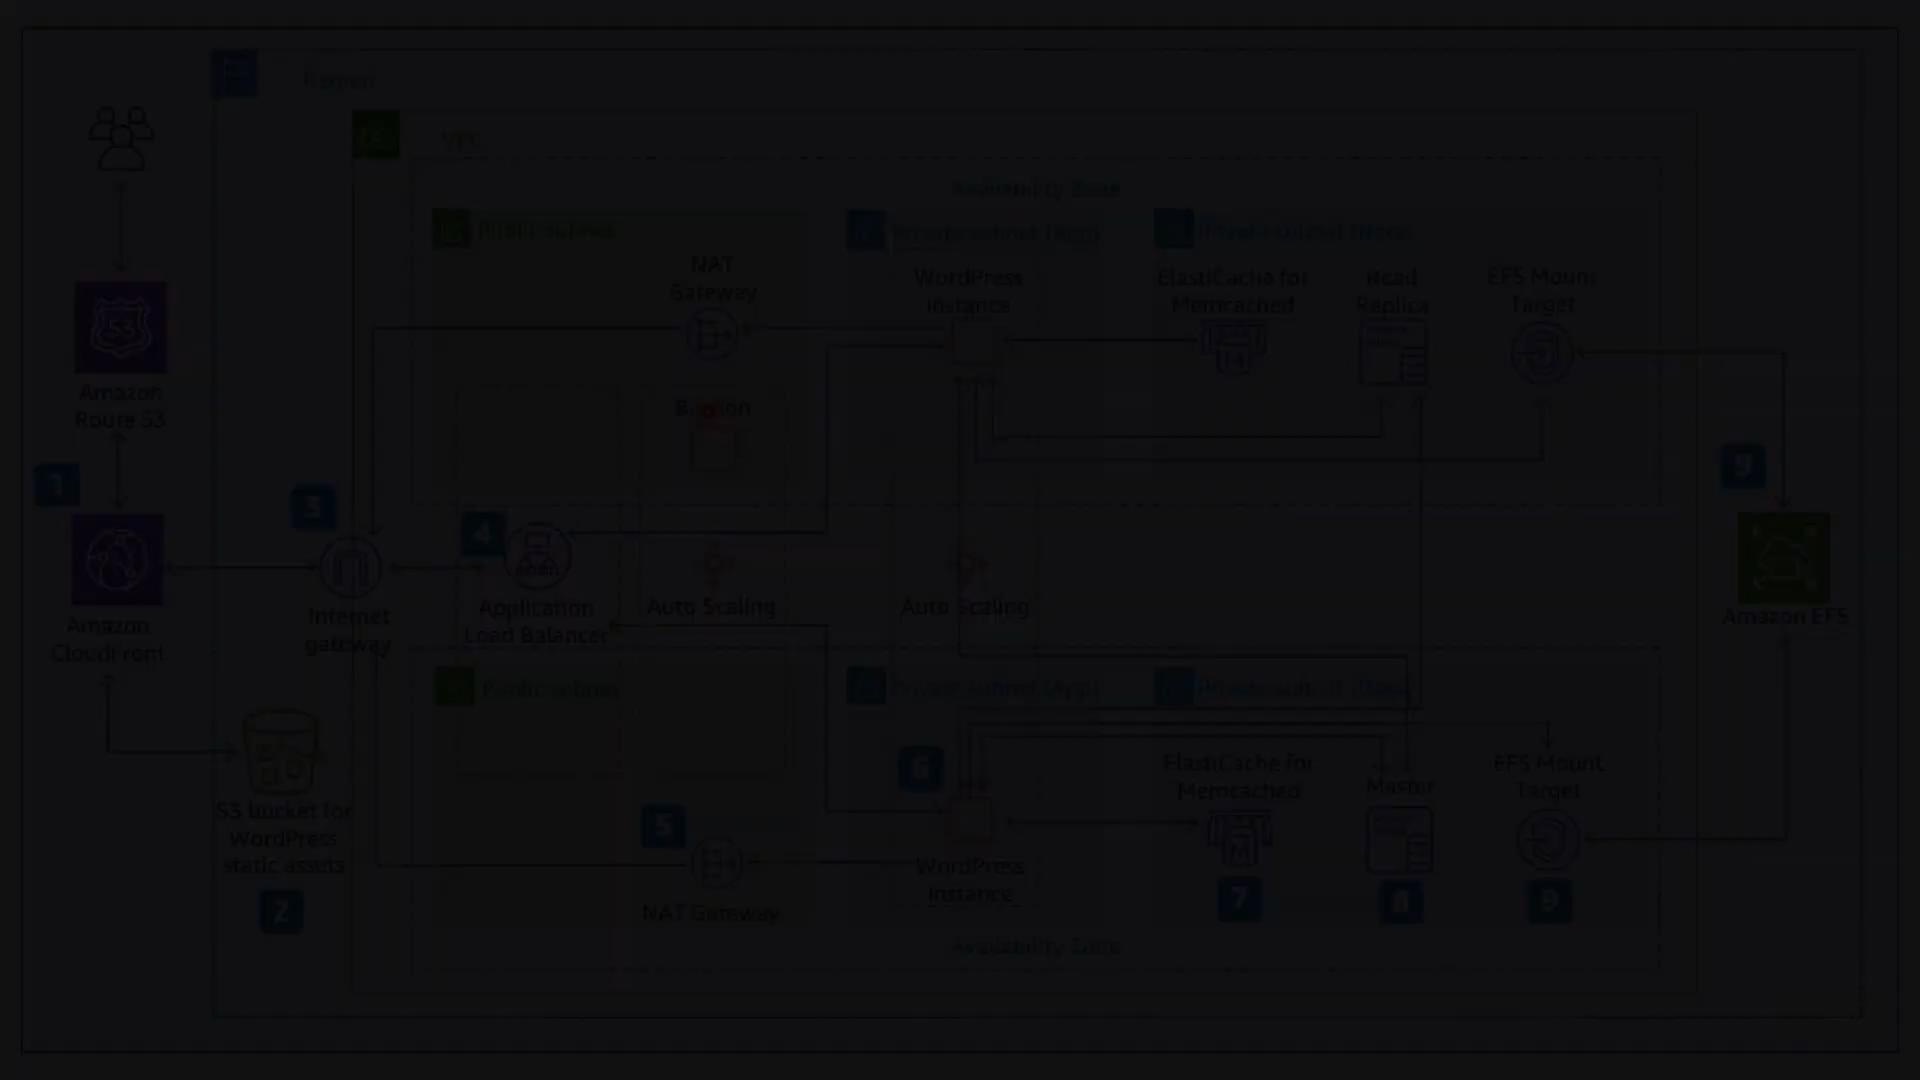 Region
VPC
Availability Zone
Public subnet
Private subnet (App)
Private subnet (Data)
NAT
Gateway
WordPress
Instance
ElastiCache for
Memcached
Read
Replica
EFS Mount
Target
53
Amazon
Route 53
Bastion
1
3
4
9
Amazon
CloudFront
Internet
gateway
Application
Load Balancer
Auto Scaling
Auto Scaling
Amazon EFS
Public subnet
Private subnet (App)
Private subnet (Data)
6
ElastiCache for
Memcached
Master
EFS Mount
Target
S3 bucket for
WordPress
static assets
5
WordPress
Instance
2
NAT Gateway
7
8
9
Availability Zone